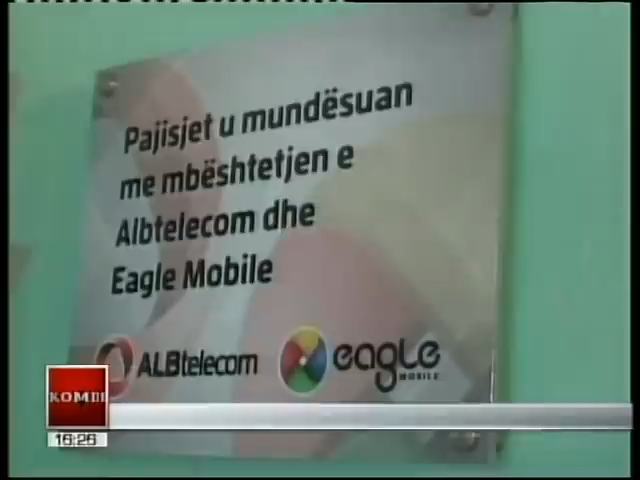 Pajisjet u mundësuan
me mbështetjen e
Albtelecom dhe
Eagle Mobile
ALBtelecom
eagle
MOBILE
KOMBI
16:26